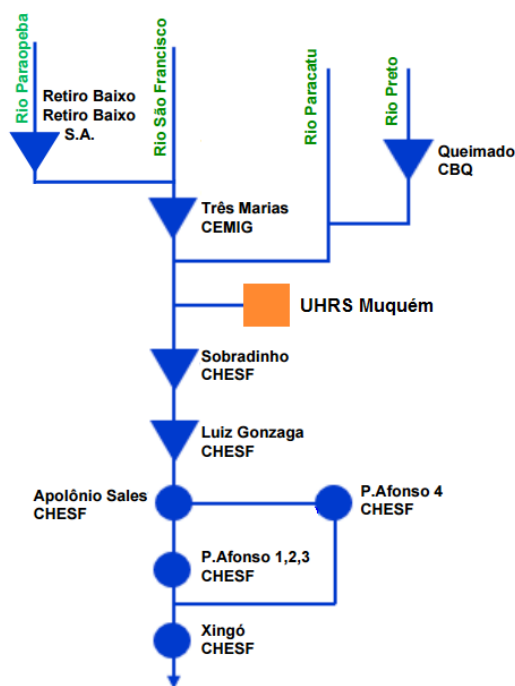 Rio Paraopeba
Rio São Francisco
Rio Paracatu
Rio Preto
Retiro Baixo
Retiro Baixo
S.A.
Queimado
CBQ
Três Marias
CEMIG
UHRS Muquém
Sobradinho
CHESF
Luiz Gonzaga
CHESF
Apolônio Sales
CHESF
P.Afonso 4
CHESF
P.Afonso 1,2,3
CHESF
Xingó
CHESF